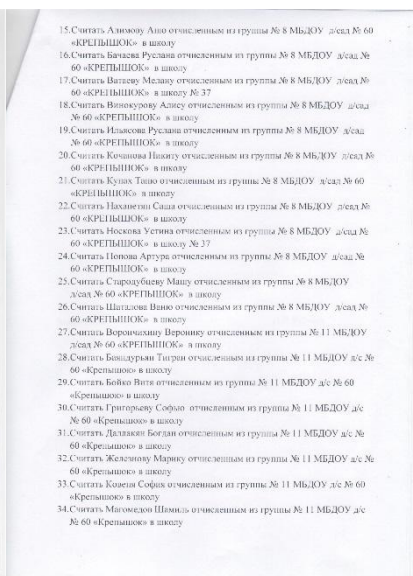 15.Считать Алимову Аню отчисленным из группы № 8 МБДОУ д/сад № 60
«КРЕПЫШОК» в школу
16.Считать Бачаева Руслана отчисленным из группы № 8 МБДОУ д/сад №
60 «КРЕПЫШОК» в школу
17.Считать Ватаеву Мелану отчисленным из группы № 8 МБДОУ д/сад №
60 «КРЕПЫШОК» в школу № 37
18.Считать Винокурову Алису отчисленным из группы № 8 МБДОУ д/сад
№ 60 «КРЕПЫШОК» в школу
19.Считать Ильясова Руслана отчисленным из группы № 8 МБДОУ д/сад
№ 60 «КРЕПЫШОК» в школу
20.Считать Кочанова Никиту отчисленным из группы № 8 МБДОУ д/сад №
60 «КРЕПЫШОК» в школу
21.Считать Купах Таню отчисленным из группы № 8 МБДОУ д/сад № 60
«КРЕПЫШОК» в школу
22.Считать Нахапетян Саша отчисленным из группы № 8 МБДОУ д/сад №
60 «КРЕПЫШОК» в школу
23.Считать Носкова Устина отчисленным из группы № 8 МБДОУ д/сад №
60 «КРЕПЫШОК» в школу № 37
24.Считать Попова Артура отчисленным из группы № 8 МБДОУ д/сад №
60 «КРЕПЫШОК» в школу
25.Считать Стародубцеву Машу отчисленным из группы № 8 МБДОУ
д/сад № 60 «КРЕПЫШОК» в школу
26.Считать Шаталова Ваню отчисленным из группы № 8 МБДОУ д/сад №
60 «КРЕПЫШОК» в школу
27.Считать Ворончихину Веронику отчисленным из группы № 11 МБДОУ
д/сад № 60 «КРЕПЫШОК» в школу
28.Считать Бияндурьян Тигран отчисленным из группы № 11 МБДОУ д/с №
60 «Крепышок» в школу
29.Считать Бойко Витя отчисленным из группы № 11 МБДОУ д/с № 60
«Крепышок» в школу
30.Считать Григорьеву Софью отчисленным из группы № 11 МБДОУ д/с
№ 60 «Крепышок» в школу
31.Считать Далакян Богдан отчисленным из группы № 11 МБДОУ д/с №
60 «Крепышок» в школу
32.Считать Железнову Марику отчисленным из группы № 11 МБДОУ д/с №
60 «Крепышок» в школу
33.Считать Ковеня София отчисленным из группы № 11 МБДОУ д/с № 60
«Крепышок» в школу
34.Считать Магомедов Шамиль отчисленным из группы № 11 МБДОУ д/с
№ 60 «Крепышок» в школу